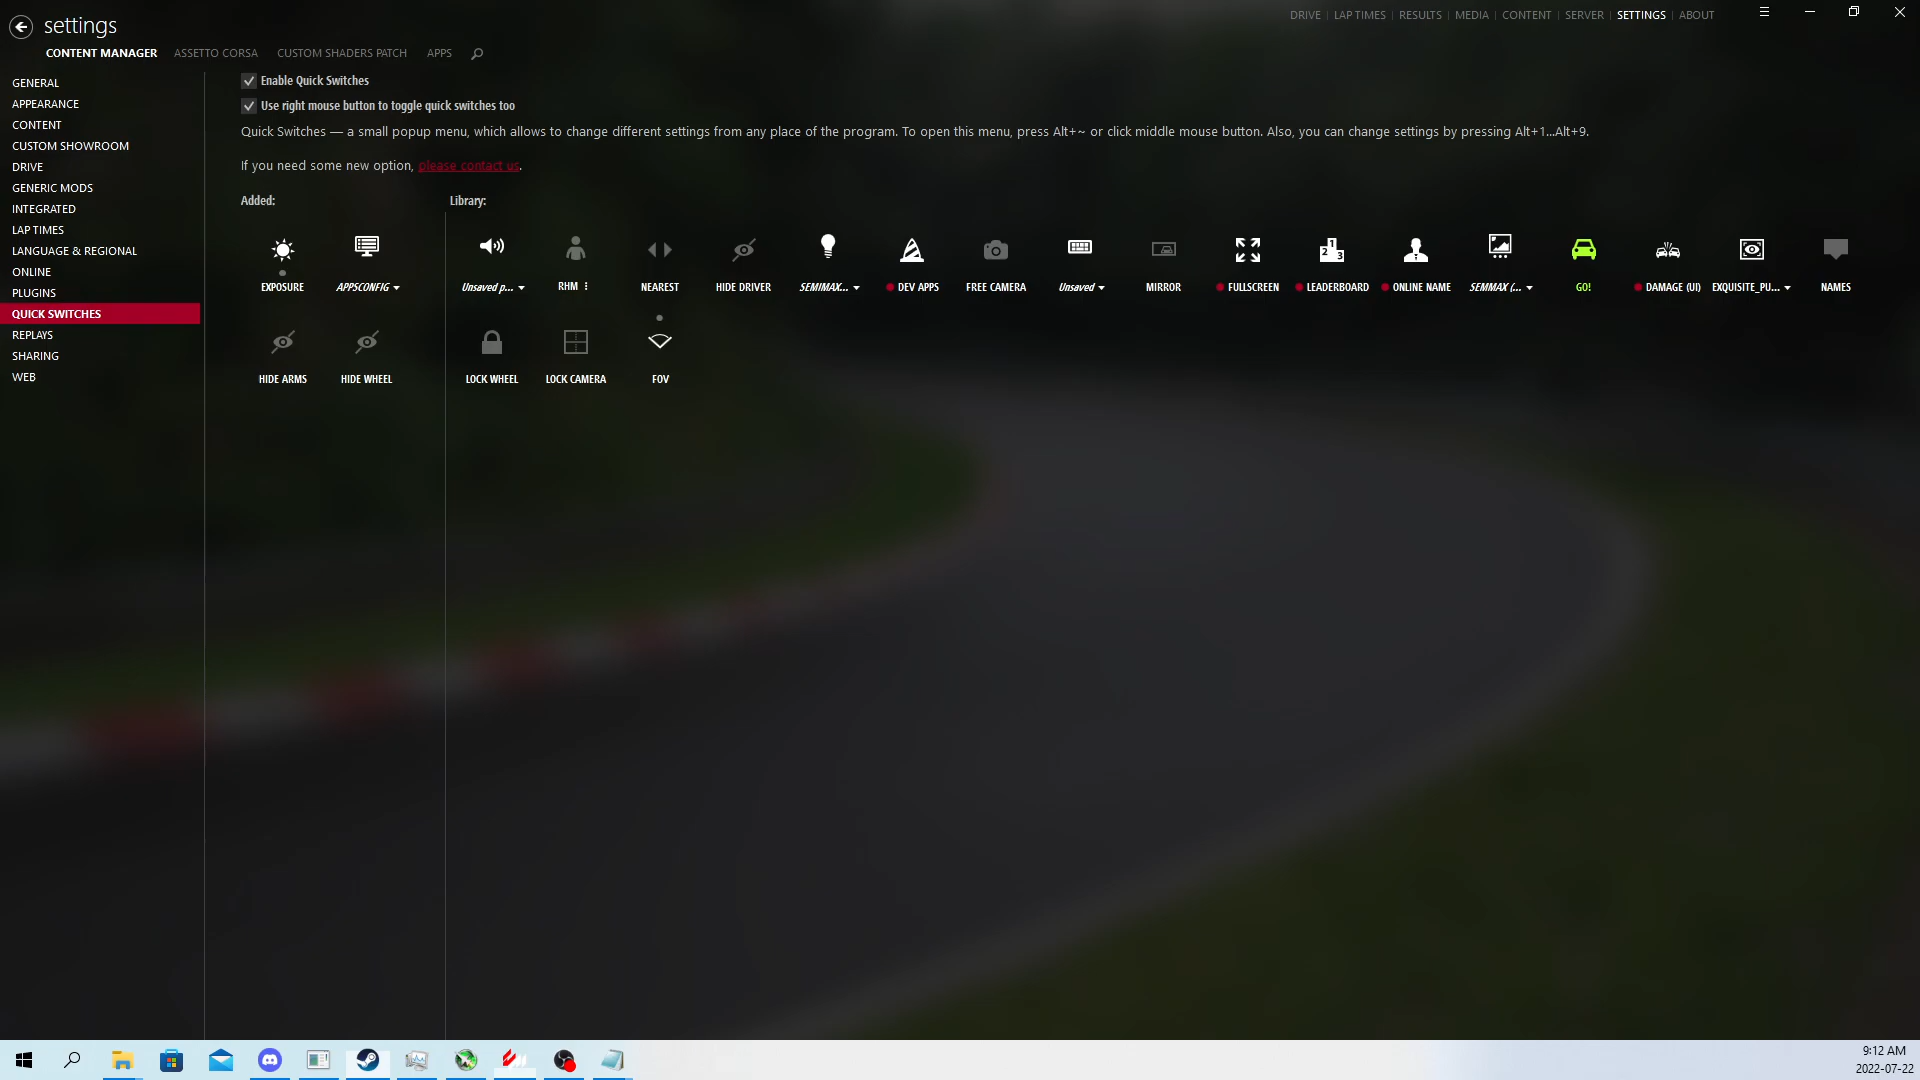 settings
DRIVE | LAP TIMES | RESULTS | MEDIA | CONTENT | SERVER | SETTINGS | ABOUT
CONTENT MANAGER ASSETTO CORSA CUSTOM SHADERS PATCH APPS
GENERAL
APPEARANCE
CONTENT
CUSTOM SHOWROOM
DRIVE
GENERIC MODS
INTEGRATED
LAP TIMES
LANGUAGE & REGIONAL
ONLINE
PLUGINS
QUICK SWITCHES
REPLAYS
SHARING
WEB
Enable Quick Switches
Use right mouse button to toggle quick switches too
Quick Switches — a small popup menu, which allows to change different settings from any place of the program. To open this menu, press Alt+~ or click middle mouse button. Also, you can change settings by pressing Alt+1...Alt+9.
If you need some new option, please contact us.
Added:
EXPOSURE APPSCONFIG
HIDE ARMS HIDE WHEEL
Library:
1 2 3
Unsaved p... RHM NEAREST HIDE DRIVER SEMIMAX... DEV APPS FREE CAMERA Unsaved MIRROR FULLSCREEN LEADERBOARD ONLINE NAME SEMMAX (... GO! DAMAGE (UI) EXQUISITE_PU... NAMES
LOCK WHEEL LOCK CAMERA FOV
9:12 AM
2022-07-22